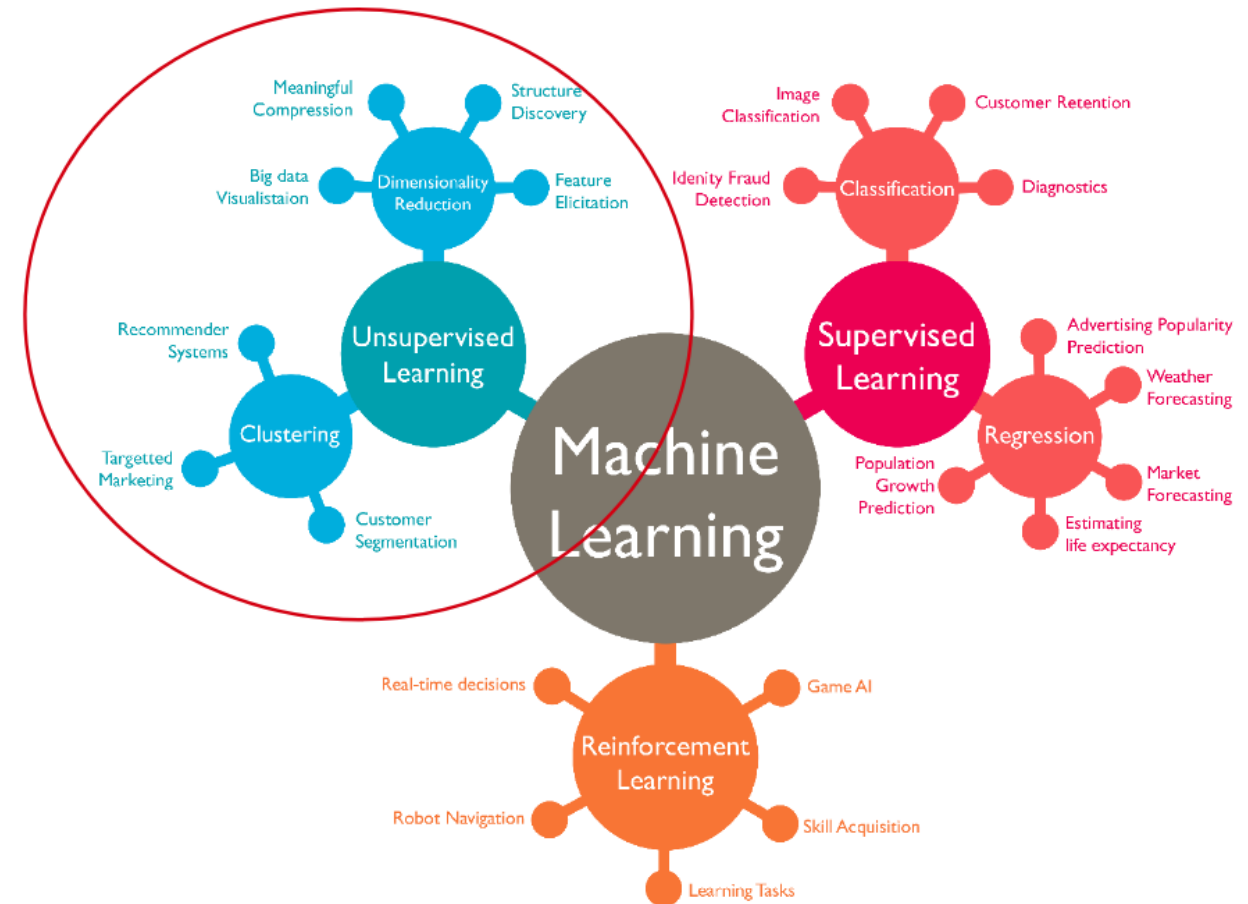 Meaningful
Compression
Structure
Discovery
Big data
Visualistaion
Dimensionality
Reduction
Feature
Elicitation
Unsupervised
Learning
Recommender
Systems
Clustering
Targetted
Marketing
Customer
Segmentation
Machine
Learning
Image
Classification
Customer Retention
Idenity Fraud
Detection
Classification
Diagnostics
Supervised
Learning
Advertising Popularity
Prediction
Weather
Forecasting
Regression
Population
Growth
Prediction
Market
Forecasting
Estimating
life expectancy
Real-time decisions
Game AI
Reinforcement
Learning
Robot Navigation
Skill Acquisition
Learning Tasks